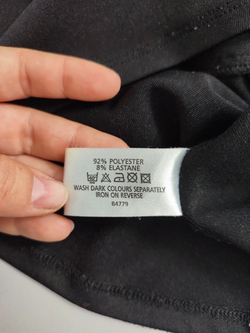 92% POLYESTER
8% ELASTANE
WASH DARK COLOURS SEPARATELY
IRON ON REVERSE
84779